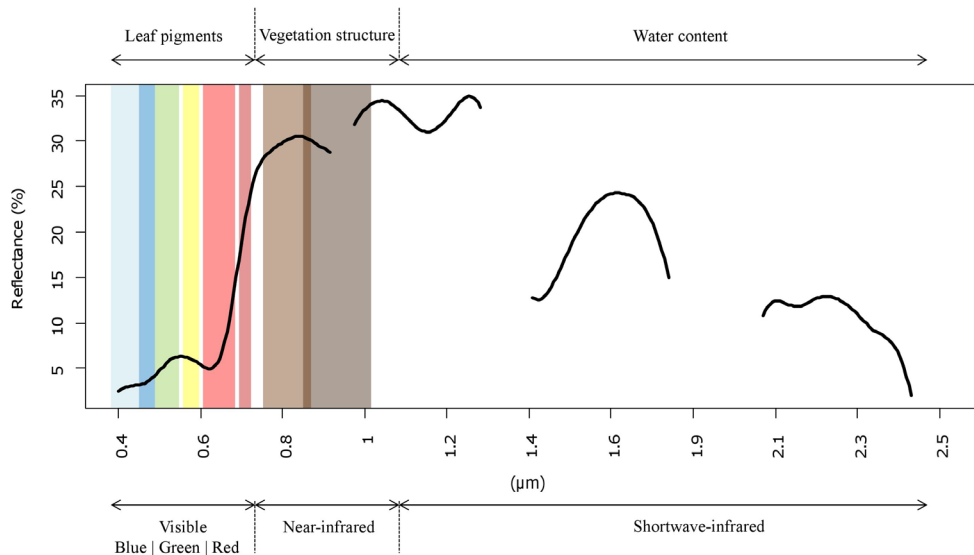 Leaf pigments
Vegetation structure
Water content
35
30
25
20
15
10
5
Reflectance (%)
0.4
0.6
0.8
1
1.2
1.4
1.6
1.9
2.1
2.3
2.5
(µm)
Visible
Near-infrared
Shortwave-infrared
Blue | Green | Red